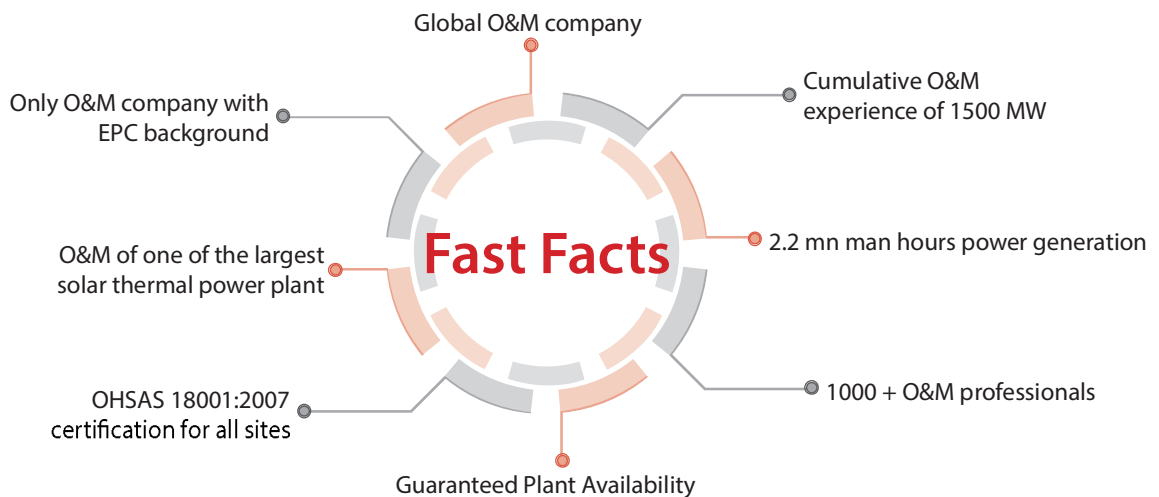 Global O&M company
Cumulative O&M
experience of 1500 MW
Only O&M company with
EPC background
Fast Facts
2.2 mn man hours power generation
O&M of one of the largest
solar thermal power plant
1000 + O&M professionals
OHSAS 18001:2007
certification for all sites
Guaranteed Plant Availability